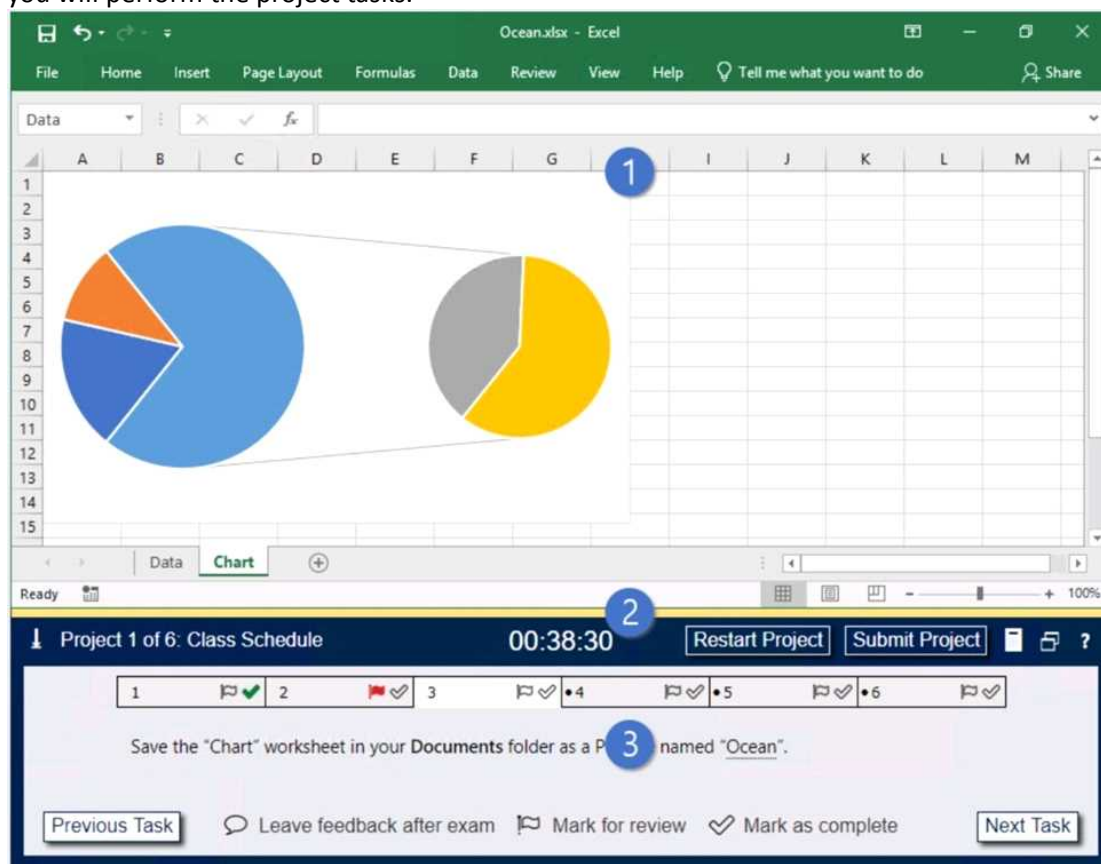 you will perform the project tasks.
Ocean.xlsx - Excel
File Home Insert Page Layout Formulas Data Review View Help Tell me what you want to do Share
Data fx
A B C D E F G I J K L M
1
1
2
3
4
5
6
7
8
9
10
11
12
13
14
15
Data Chart
Ready 100%
2
Project 1 of 6: Class Schedule 00:38:30 Restart Project Submit Project ?
1 2 3 •4 •5 •6
Save the "Chart" worksheet in your Documents folder as a P 3 named "Ocean".
Previous Task Leave feedback after exam Mark for review Mark as complete Next Task